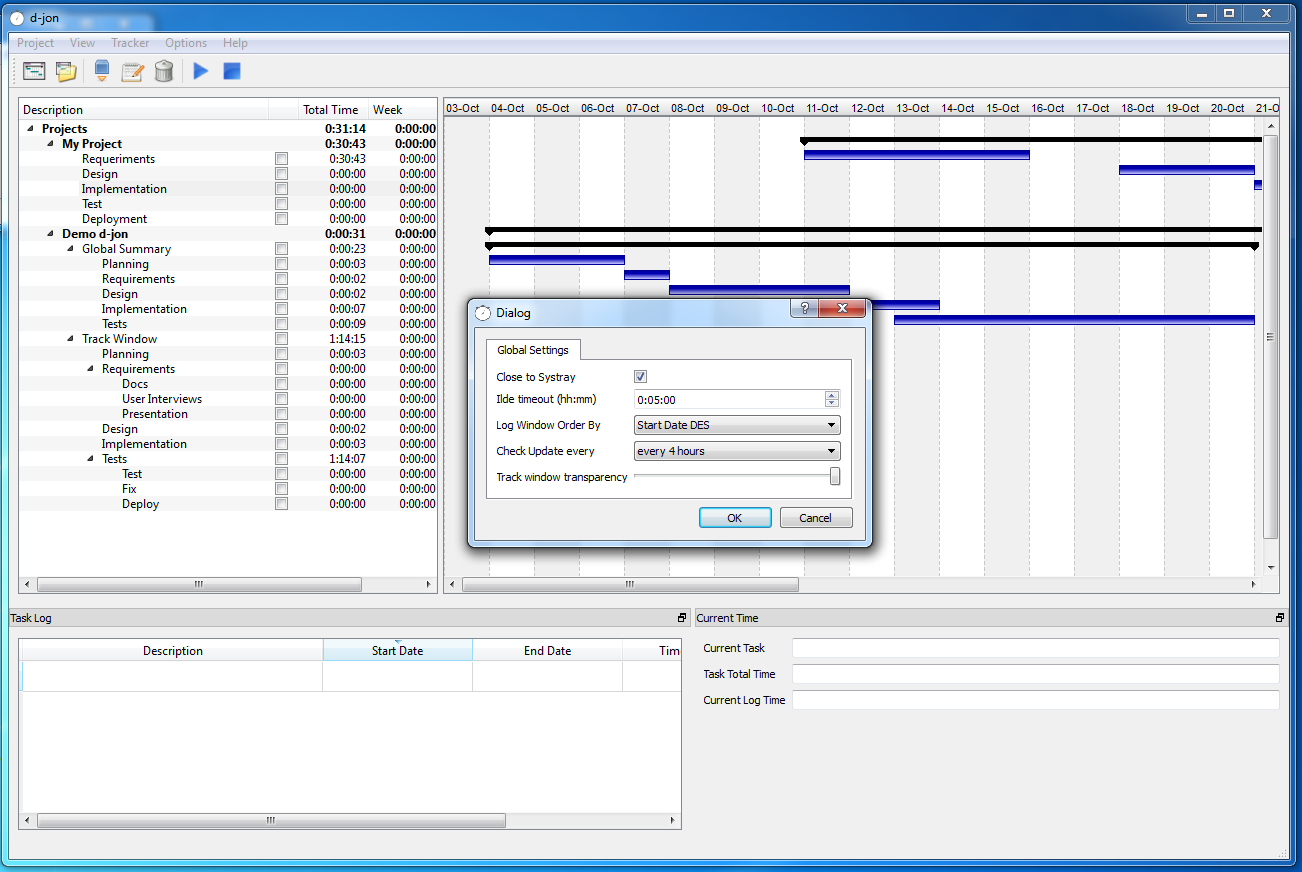 d-jon
Project View Tracker Options Help
Description Total Time Week
Projects 0:31:14 0:00:00
My Project 0:30:43 0:00:00
Requeriments 0:30:43 0:00:00
Design 0:00:00 0:00:00
Implementation 0:00:00 0:00:00
Test 0:00:00 0:00:00
Deployment 0:00:00 0:00:00
Demo d-jon 0:00:31 0:00:00
Global Summary 0:00:23 0:00:00
Planning 0:00:03 0:00:00
Requirements 0:00:02 0:00:00
Design 0:00:02 0:00:00
Implementation 0:00:07 0:00:00
Tests 0:00:09 0:00:00
Track Window 1:14:15 0:00:00
Planning 0:00:03 0:00:00
Requirements 0:00:00 0:00:00
Docs 0:00:00 0:00:00
User Interviews 0:00:00 0:00:00
Presentation 0:00:00 0:00:00
Design 0:00:02 0:00:00
Implementation 0:00:03 0:00:00
Tests 1:14:07 0:00:00
Test 0:00:00 0:00:00
Fix 0:00:00 0:00:00
Deploy 0:00:00 0:00:00
03-Oct 04-Oct 05-Oct 06-Oct 07-Oct 08-Oct 09-Oct 10-Oct 11-Oct 12-Oct 13-Oct 14-Oct 15-Oct 16-Oct 17-Oct 18-Oct 19-Oct 20-Oct 21-O
Dialog
Global Settings
Close to Systray
Ilde timeout (hh:mm) 0:05:00
Log Window Order By Start Date DES
Check Update every every 4 hours
Track window transparency
OK Cancel
Task Log
Description Start Date End Date Tim
Current Time
Current Task
Task Total Time
Current Log Time